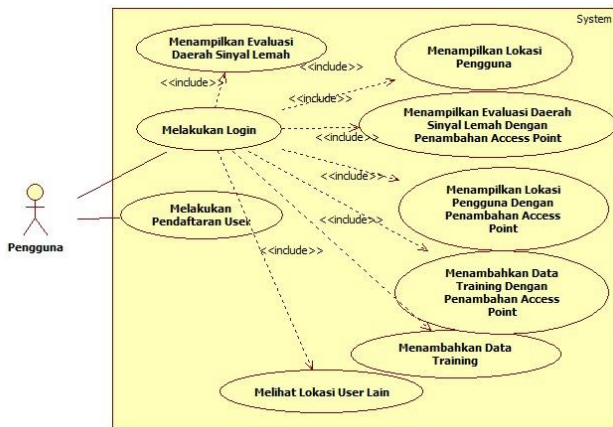 System
Menampilkan Evaluasi
Daerah Sinyal Lemah
<<include>>
<<include>>
<<include>>
Menampilkan Lokasi
Pengguna
Melakukan Login
<<include>>
Menampilkan Evaluasi Daerah
Sinyal Lemah Dengan
Penambahan Access Point
<<include>>
Menampilkan Lokasi
Pengguna Dengan
Penambahan Access
Point
Melakukan
Pendaftaran User
<<include>>
Pengguna
<<include>>
Menambahkan Data
Training Dengan
Penambahan Access
Point
Menambahkan Data
Training
Melihat Lokasi User Lain